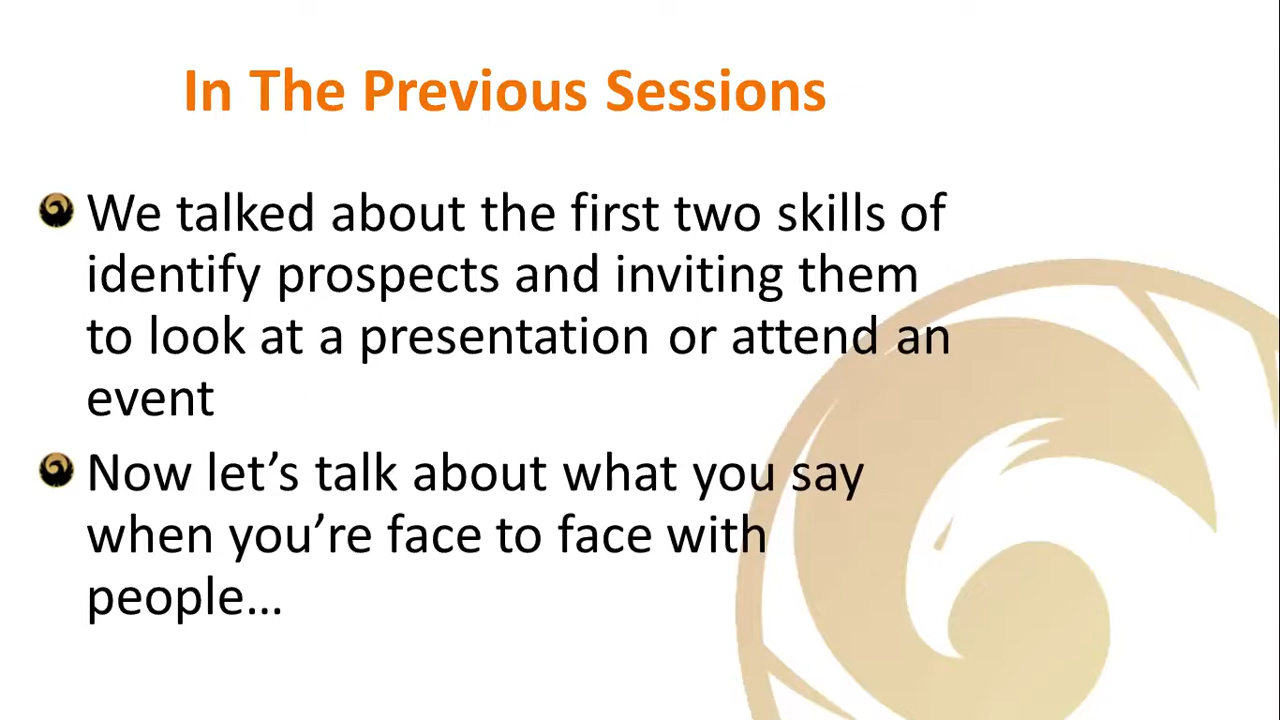 In The Previous Sessions
We talked about the first two skills of
identify prospects and inviting them
to look at a presentation or attend an
event
Now let’s talk about what you say
when you’re face to face with
people…